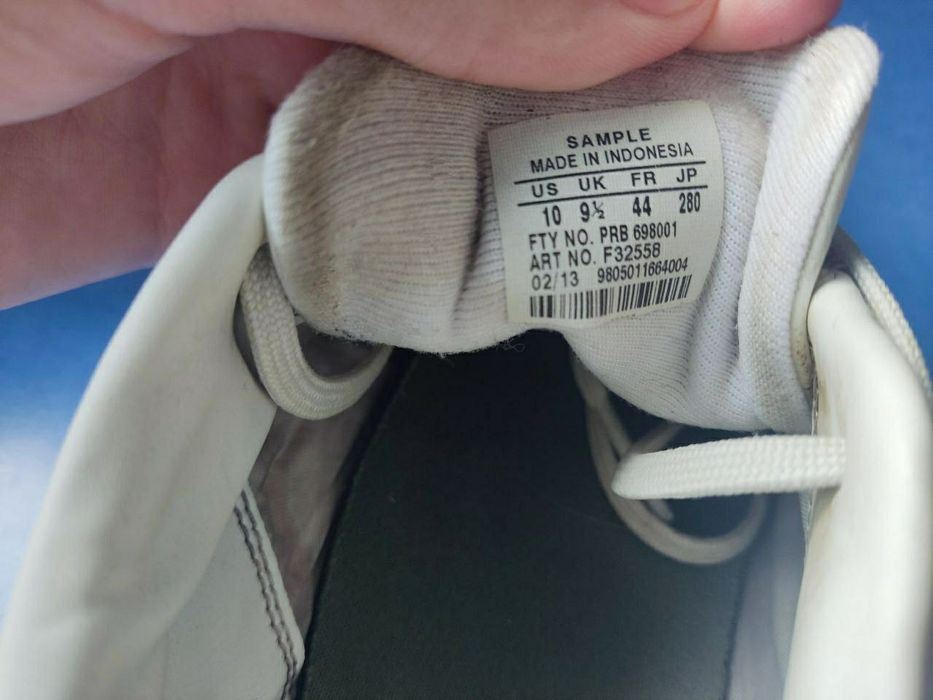 SAMPLE
MADE IN INDONESIA
US UK FR JP
10 9½ 44 280
FTY NO. PRB 698001
ART NO. F32558
02/13 9805011664004